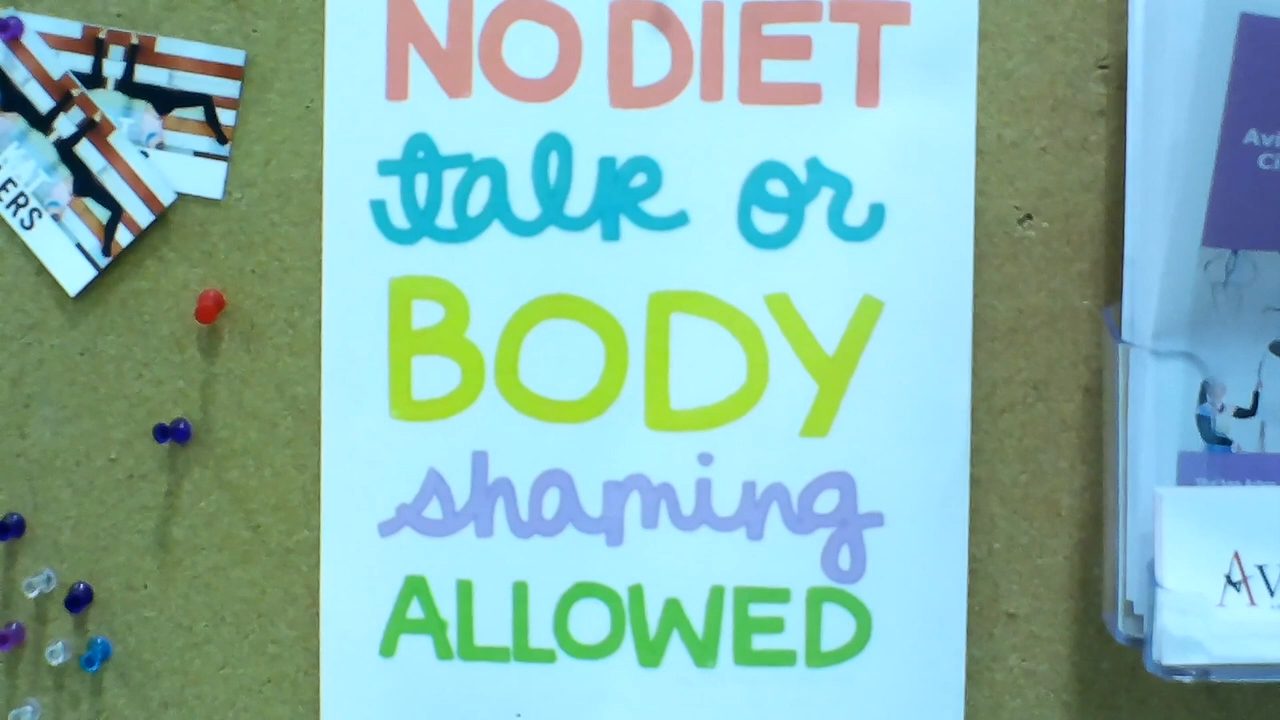 NO DIET
talk or
BODY
shaming
ALLOWED